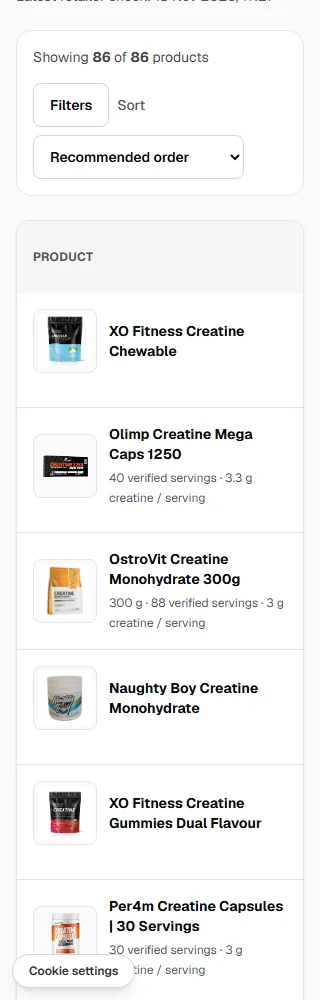 Showing 86 of 86 products
Filters
Sort
Recommended order
PRODUCT
XO Fitness Creatine
Chewable
Olimp Creatine Mega
Caps 1250
40 verified servings · 3.3 g
creatine / serving
OstroVit Creatine
Monohydrate 300g
300 g · 88 verified servings · 3 g
creatine / serving
Naughty Boy Creatine
Monohydrate
XO Fitness Creatine
Gummies Dual Flavour
Per4m Creatine Capsules
| 30 Servings
30 verified servings · 3 g
/ serving
Cookie settings